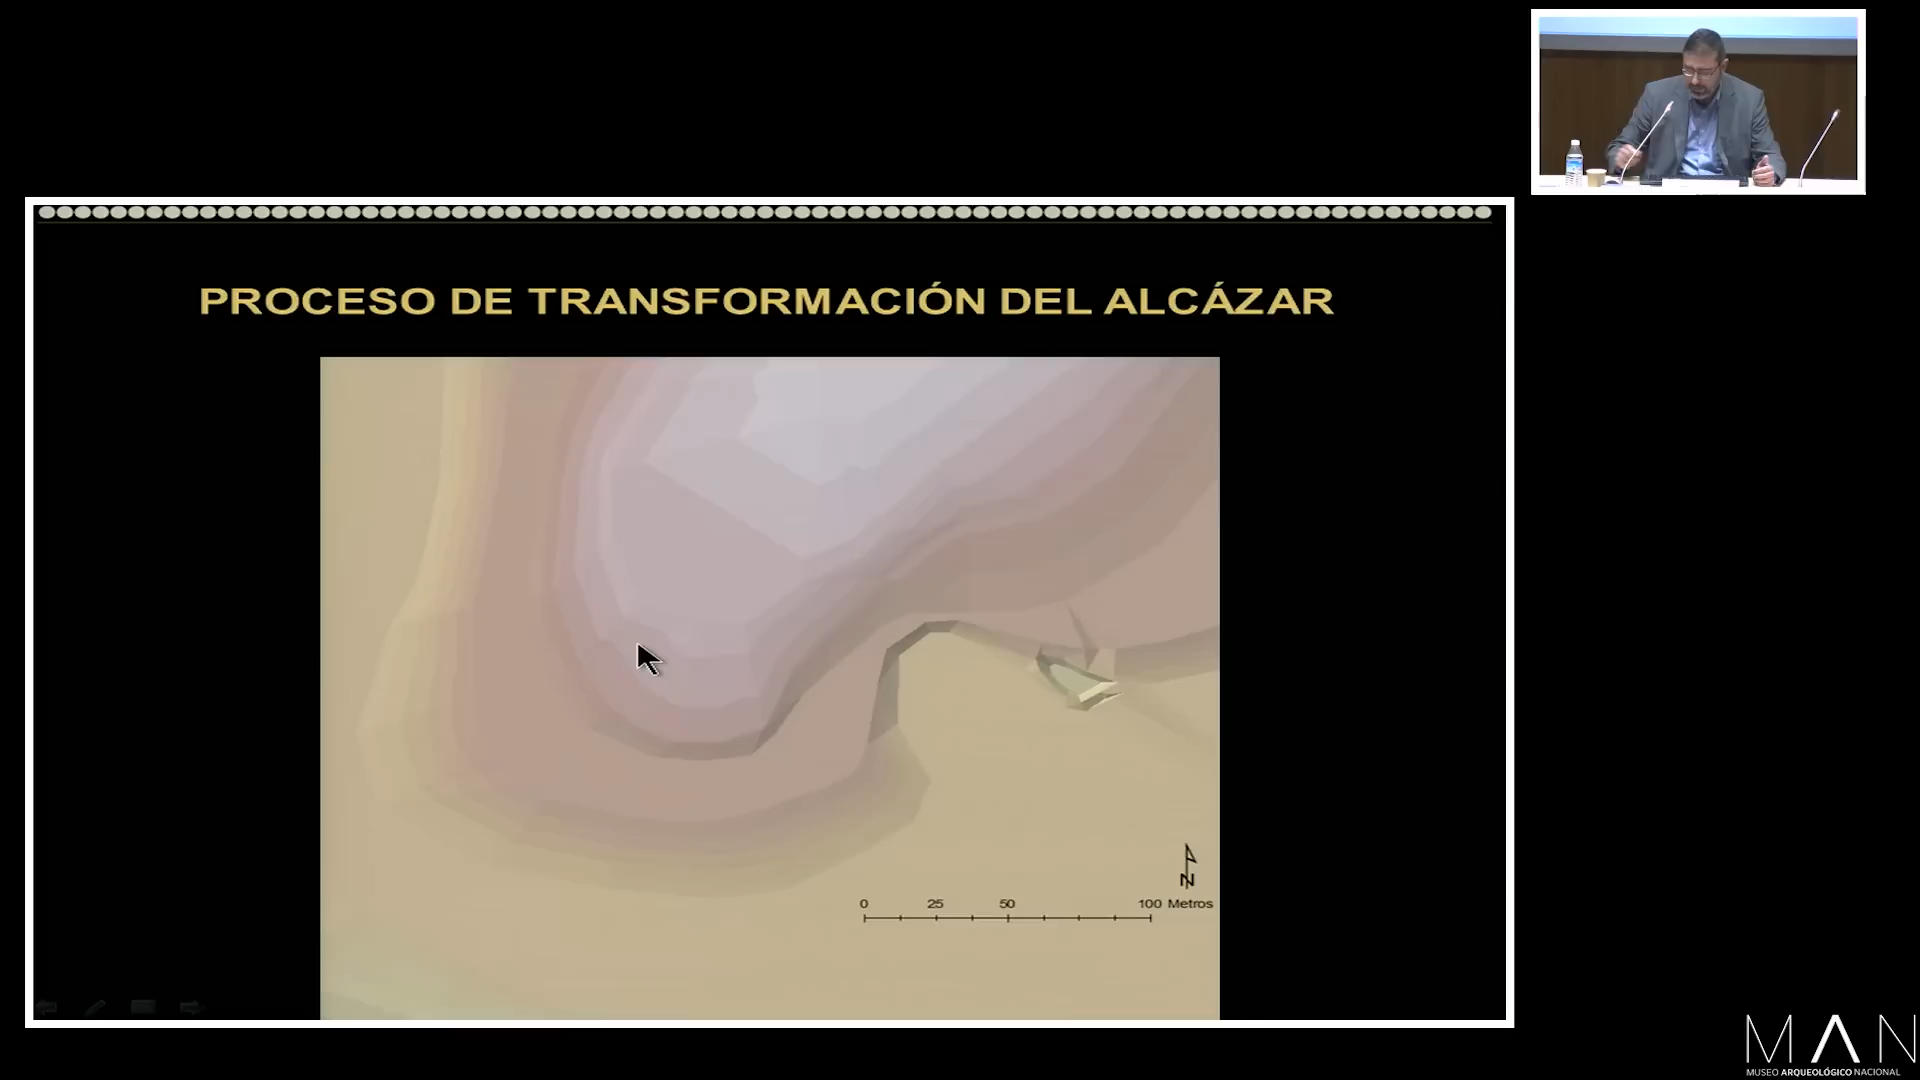 PROCESO DE TRANSFORMACIÓN DEL ALCÁZAR
N
0 25 50 100 Metros
MAN
MUSEO ARQUEOLÓGICO NACIONAL